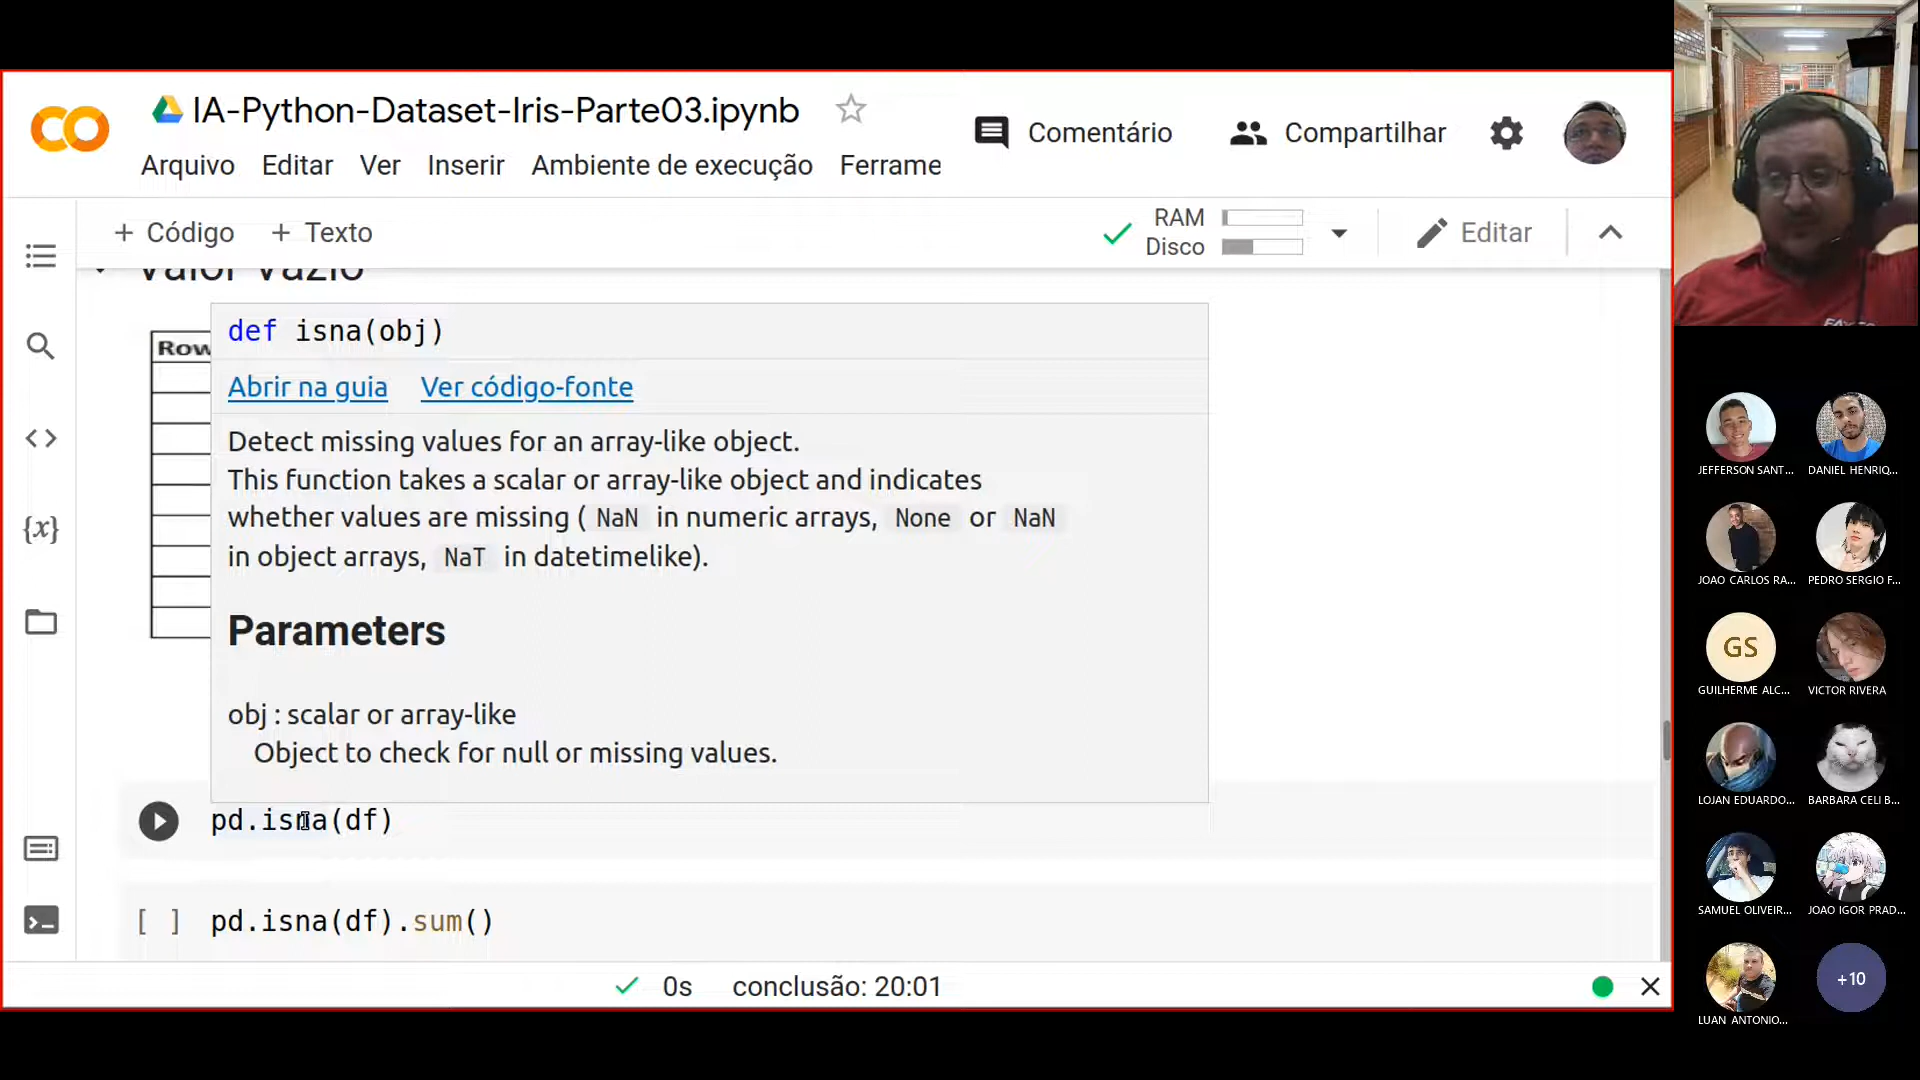 IA-Python-Dataset-Iris-Parte03.ipynb
Comentário
Compartilhar
Arquivo Editar Ver Inserir Ambiente de execução Ferrame
+ Código + Texto
RAM
Disco
Editar
Valor Vazio
Row
def isna(obj)
Abrir na guia Ver código-fonte
Detect missing values for an array-like object.
This function takes a scalar or array-like object and indicates
whether values are missing ( NaN in numeric arrays, None or NaN
in object arrays, NaT in datetimelike).
Parameters
obj : scalar or array-like
Object to check for null or missing values.
pd.isna(df)
[ ] pd.isna(df).sum()
0s conclusão: 20:01
JEFFERSON SANT... DANIEL HENRIQ...
JOAO CARLOS RA... PEDRO SERGIO F...
GS
GUILHERME ALC... VICTOR RIVERA
LOJAN EDUARDO... BARBARA CELI B...
SAMUEL OLIVEIR... JOAO IGOR PRAD...
+10
LUAN ANTONIO...